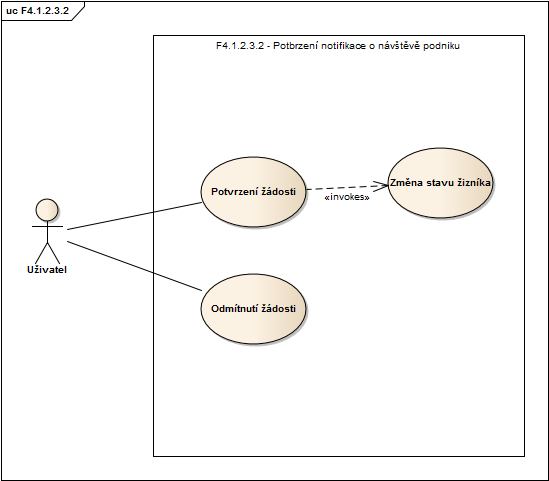 uc F4.1.2.3.2
F4.1.2.3.2 - Potbrzení notifikace o návštěvě podniku
Potvrzení žádosti
Změna stavu žizníka
«invokes»
Uživatel
Odmítnutí žádosti